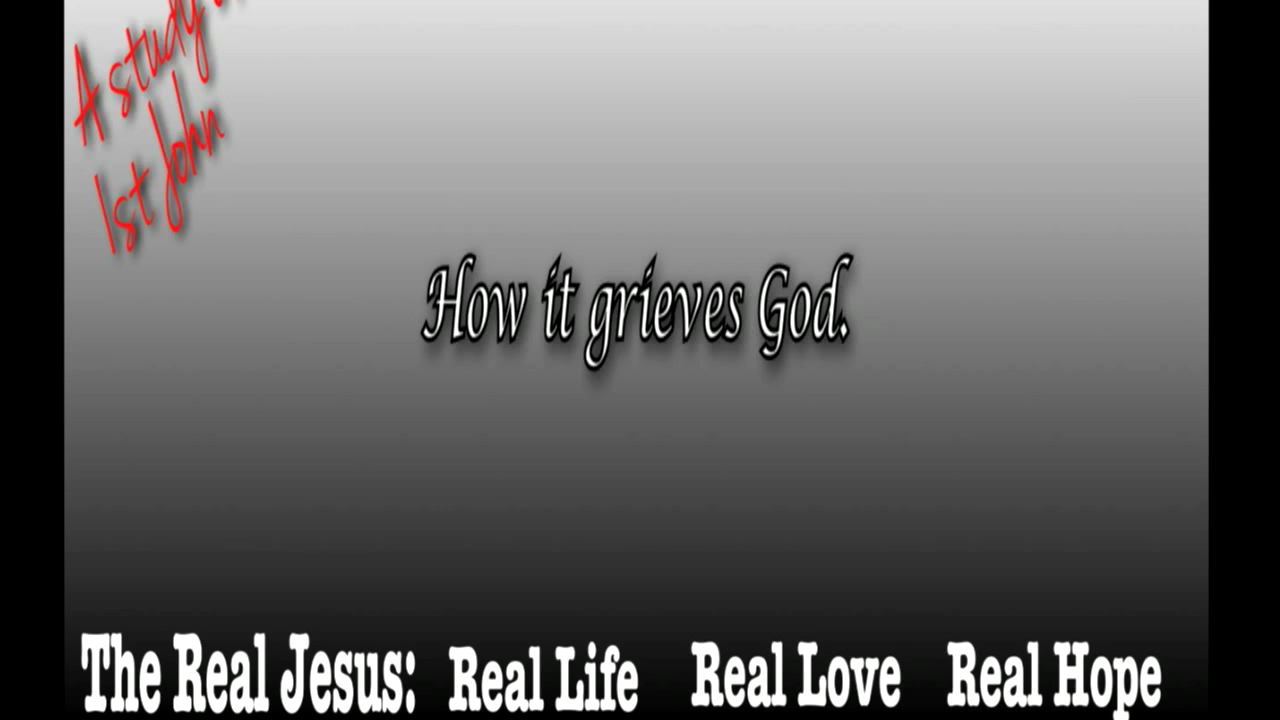 A study
1st John
How it grieves God.
The Real Jesus: Real Life Real Love Real Hope